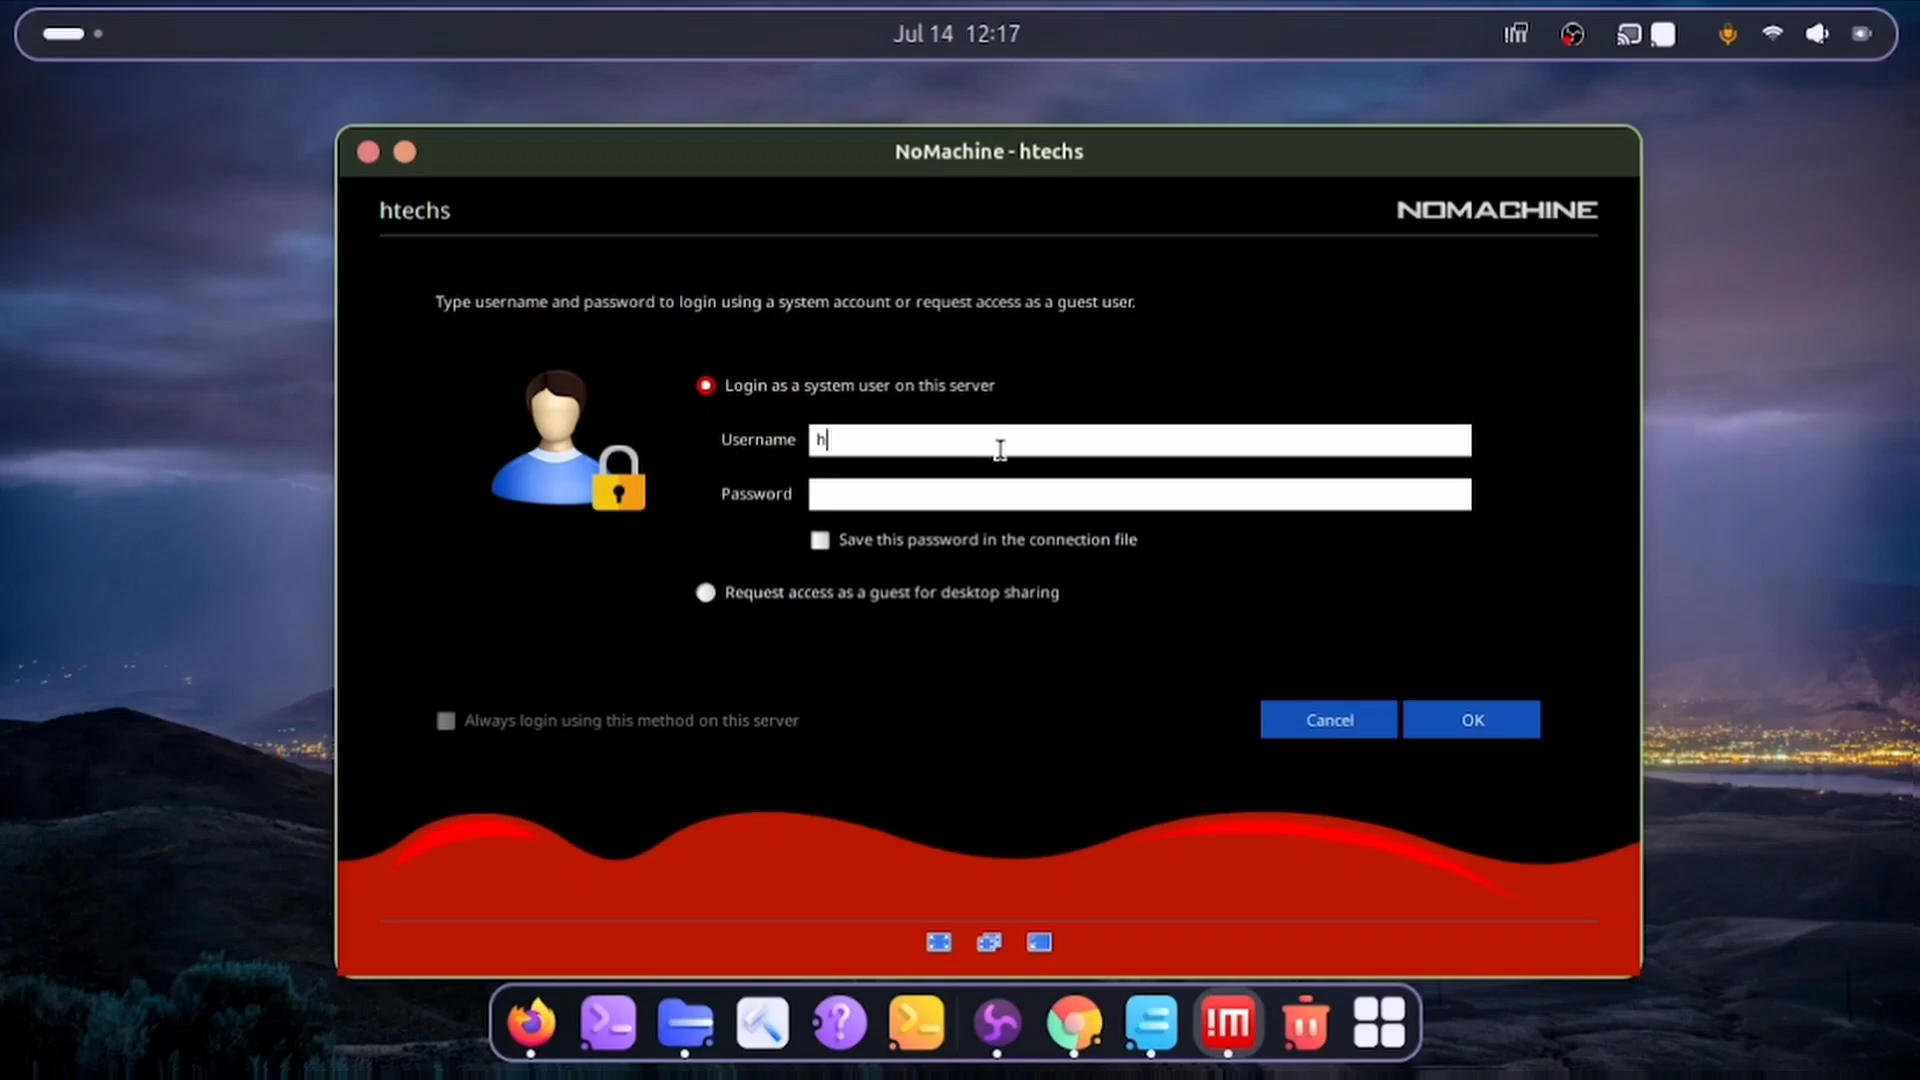 Jul 14 12:17
NoMachine - htechs
htechs
NOMACHINE
Type username and password to login using a system account or request access as a guest user.
Login as a system user on this server
Username h
Password
Save this password in the connection file
Request access as a guest for desktop sharing
Always login using this method on this server
Cancel
OK
!M